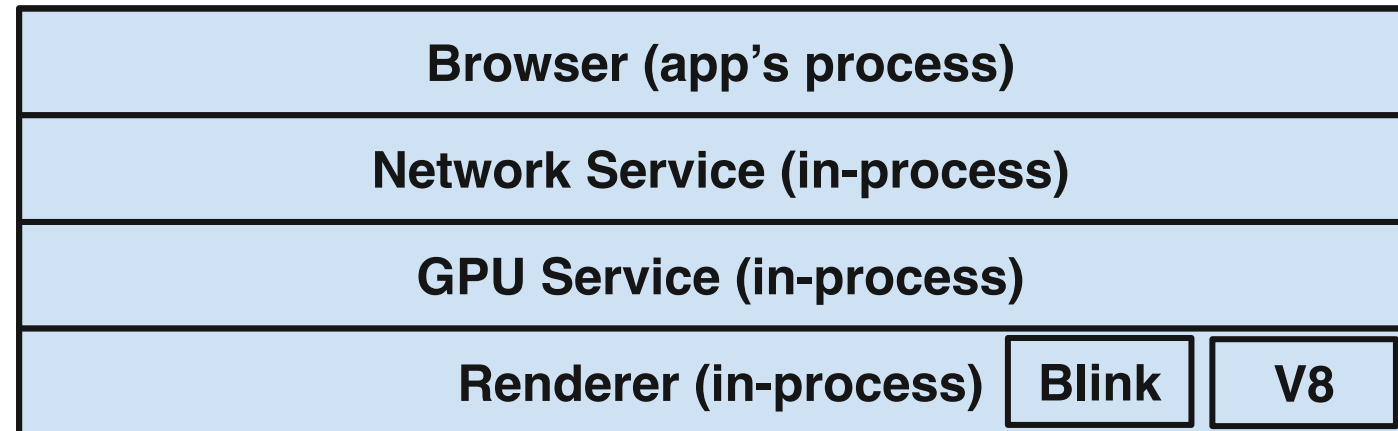 Browser (app’s process)
Network Service (in-process)
GPU Service (in-process)
Renderer (in-process) Blink V8